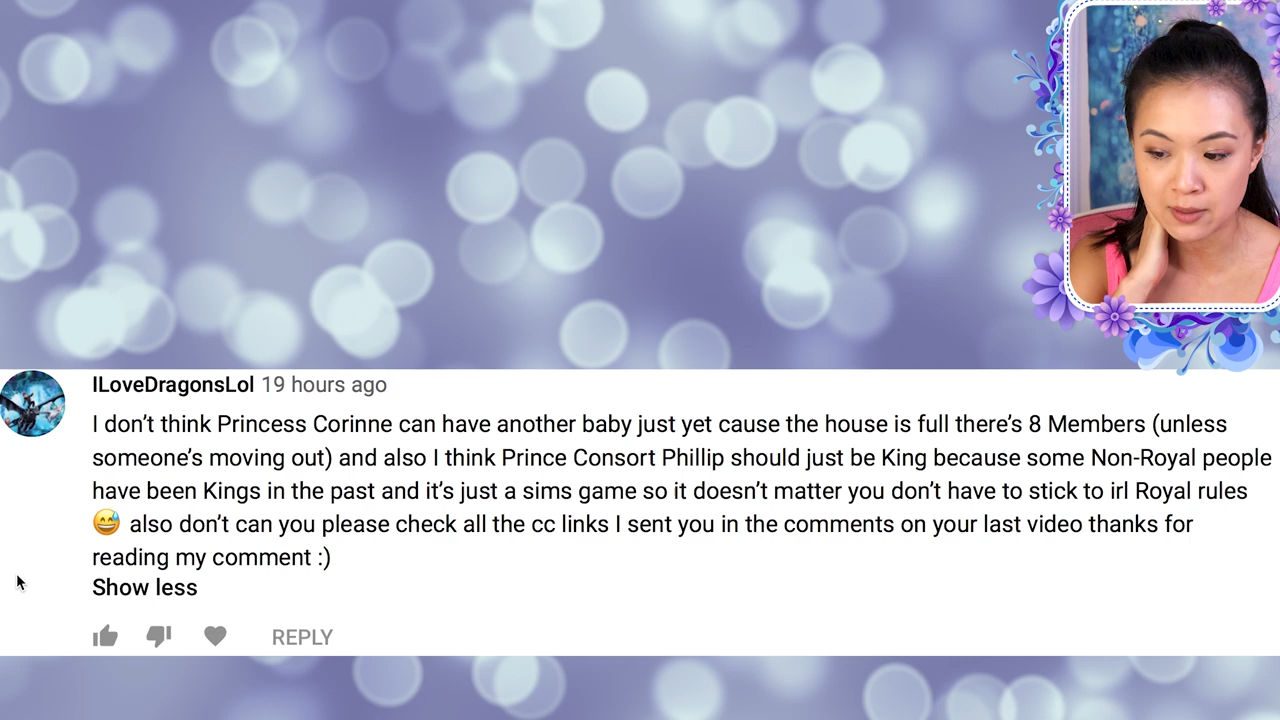 ILoveDragonsLol 19 hours ago
I don’t think Princess Corinne can have another baby just yet cause the house is full there’s 8 Members (unless
someone’s moving out) and also I think Prince Consort Phillip should just be King because some Non-Royal people
have been Kings in the past and it’s just a sims game so it doesn’t matter you don’t have to stick to irl Royal rules
😅 also don’t can you please check all the cc links I sent you in the comments on your last video thanks for
reading my comment :)
Show less
REPLY